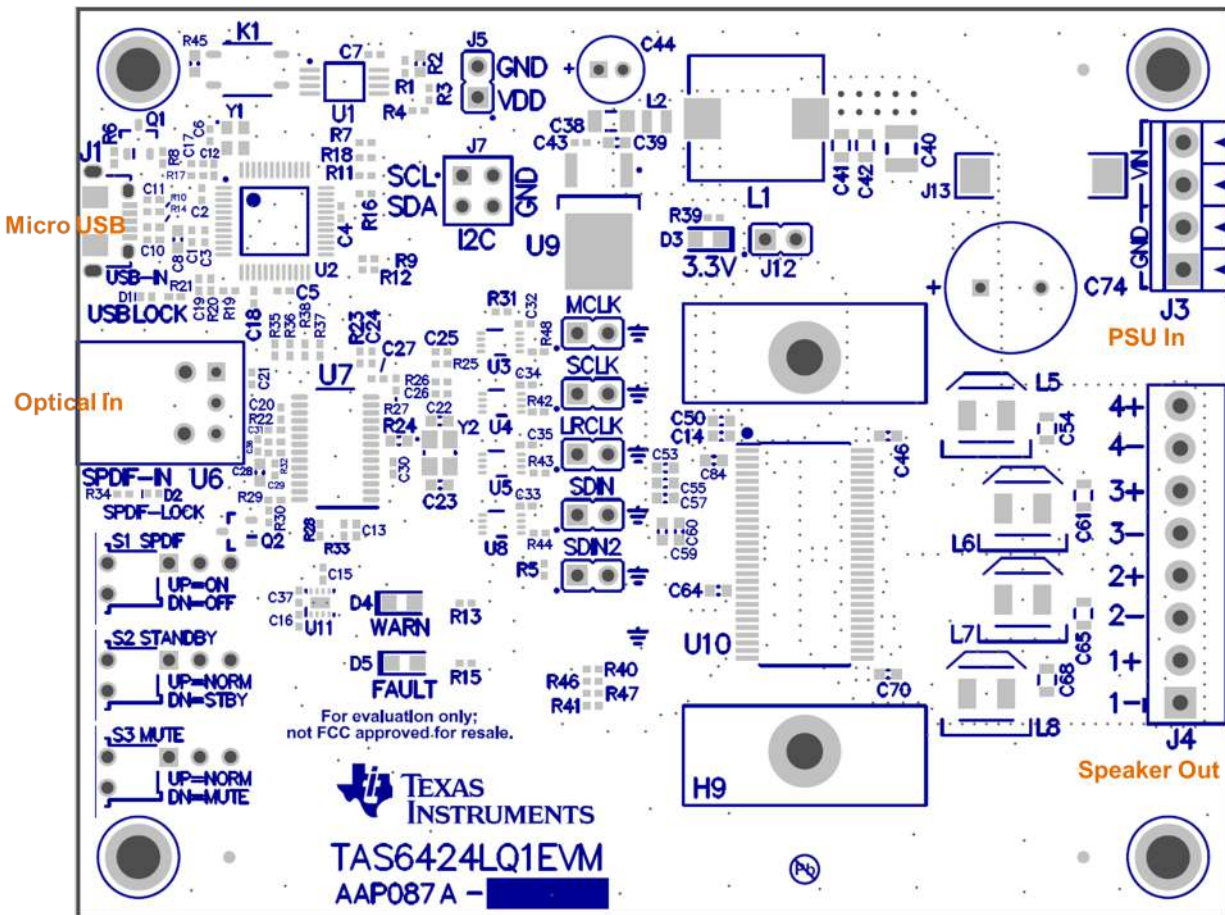 R45
K1
C7
R2
R1
R3
R4
U1
J5
GND
VDD
+
C44
L2
C38
C43
C39
L1
C41
C42
C40
J13
VIN
GND
J3
PSU In
Q1
R6
J1
C6
Y1
C17
R8
C12
R17
R7
R18
R11
R16
J7
SCL
SDA
GND
GND
I2C
U9
R39
D3
3.3V
J12
+
C74
Micro USB
C11
R10
R14
C2
C10
C8
C1
C3
C4
U2
R9
R12
USB-IN
D1
R21
USB LOCK
C19
R20
R19
C18
C5
R35
R36
R38
R37
R23
C24
C27
C25
R25
R31
C32
MCLK
R48
U3
SCLK
C34
R42
U4
LRCLK
C35
R43
U5
SDIN
C33
U8
R44
SDIN2
R5
Optical In
U7
C21
C20
R22
C31
C36
C28
R32
C29
R26
C26
R27
C22
R24
Y2
C30
C23
SPDIF-IN
U6
R34
D2
SPDIF-LOCK
R29
R30
Q2
R28
R33
C13
S1 SPDIF
UP=ON
DN=OFF
C15
C37
C16
U11
D4
WARN
R13
D5
FAULT
R15
S2 STANDBY
UP=NORM
DN=STBY
S3 MUTE
UP=NORM
DN=MUTE
C50
C14
C53
C84
C55
C57
C60
C59
C64
C46
U10
C70
R46
R40
R41
R47
H9
L5
C54
L6
C61
L7
C65
L8
C68
4+
4-
3+
3-
2+
2-
1+
1-
J4
Speaker Out
For evaluation only;
not FCC approved for resale.
TEXAS
INSTRUMENTS
TAS6424LQ1EVM
AAP087A -
Pb